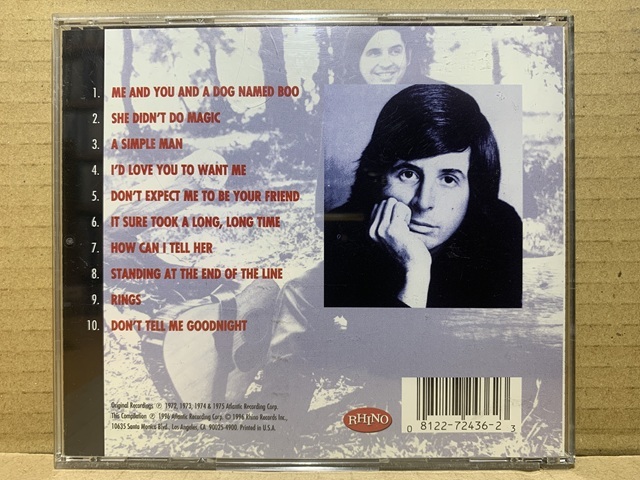 1. ME AND YOU AND A DOG NAMED BOO
2. SHE DIDN'T DO MAGIC
3. A SIMPLE MAN
4. I'D LOVE YOU TO WANT ME
5. DON'T EXPECT ME TO BE YOUR FRIEND
6. IT SURE TOOK A LONG, LONG TIME
7. HOW CAN I TELL HER
8. STANDING AT THE END OF THE LINE
9. RINGS
10. DON'T TELL ME GOODNIGHT
Original Recordings ℗ 1972, 1973, 1974 & 1975 Atlantic Recording Corp.
This Compilation ℗ 1996 Atlantic Recording Corp. © 1996 Rhino Records Inc.,
10635 Santa Monica Blvd., Los Angeles, CA 90025-4900. Printed in U.S.A.
RHINO
0 8122-72436-2 3